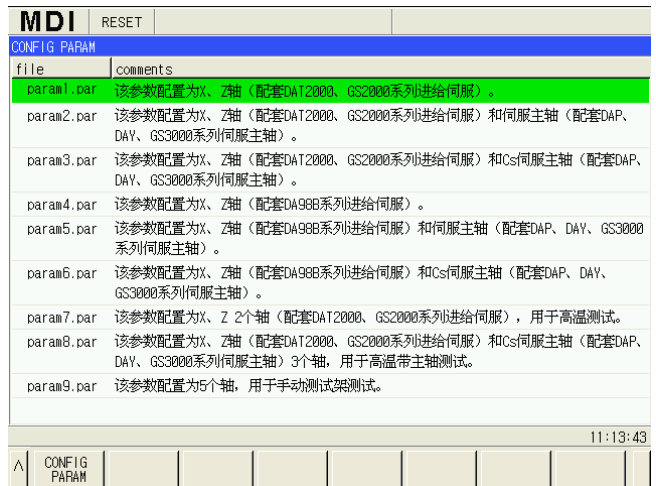 MDI RESET
CONFIG PARAM
file comments
param1.par 该参数配置为X、Z轴（配套DAT2000、GS2000系列进给伺服）。
param2.par 该参数配置为X、Z轴（配套DAT2000、GS2000系列进给伺服）和伺服主轴（配套DAP、
DAY、GS3000系列伺服主轴）。
param3.par 该参数配置为X、Z轴（配套DAT2000、GS2000系列进给伺服）和Cs伺服主轴（配套DAP、
DAY、GS3000系列伺服主轴）。
param4.par 该参数配置为X、Z轴（配套DA98B系列进给伺服）。
param5.par 该参数配置为X、Z轴（配套DA98B系列进给伺服）和伺服主轴（配套DAP、DAY、GS3000
系列伺服主轴）。
param6.par 该参数配置为X、Z轴（配套DA98B系列进给伺服）和Cs伺服主轴（配套DAP、DAY、
GS3000系列伺服主轴）。
param7.par 该参数配置为X、Z 2个轴（配套DAT2000、GS2000系列进给伺服），用于高温测试。
param8.par 该参数配置为X、Z轴（配套DAT2000、GS2000系列进给伺服）和Cs伺服主轴（配套DAP、
DAY、GS3000系列伺服主轴）3个轴，用于高温带主轴测试。
param9.par 该参数配置为5个轴，用于手动测试架测试。
11:13:43
∧ CONFIG
PARAM